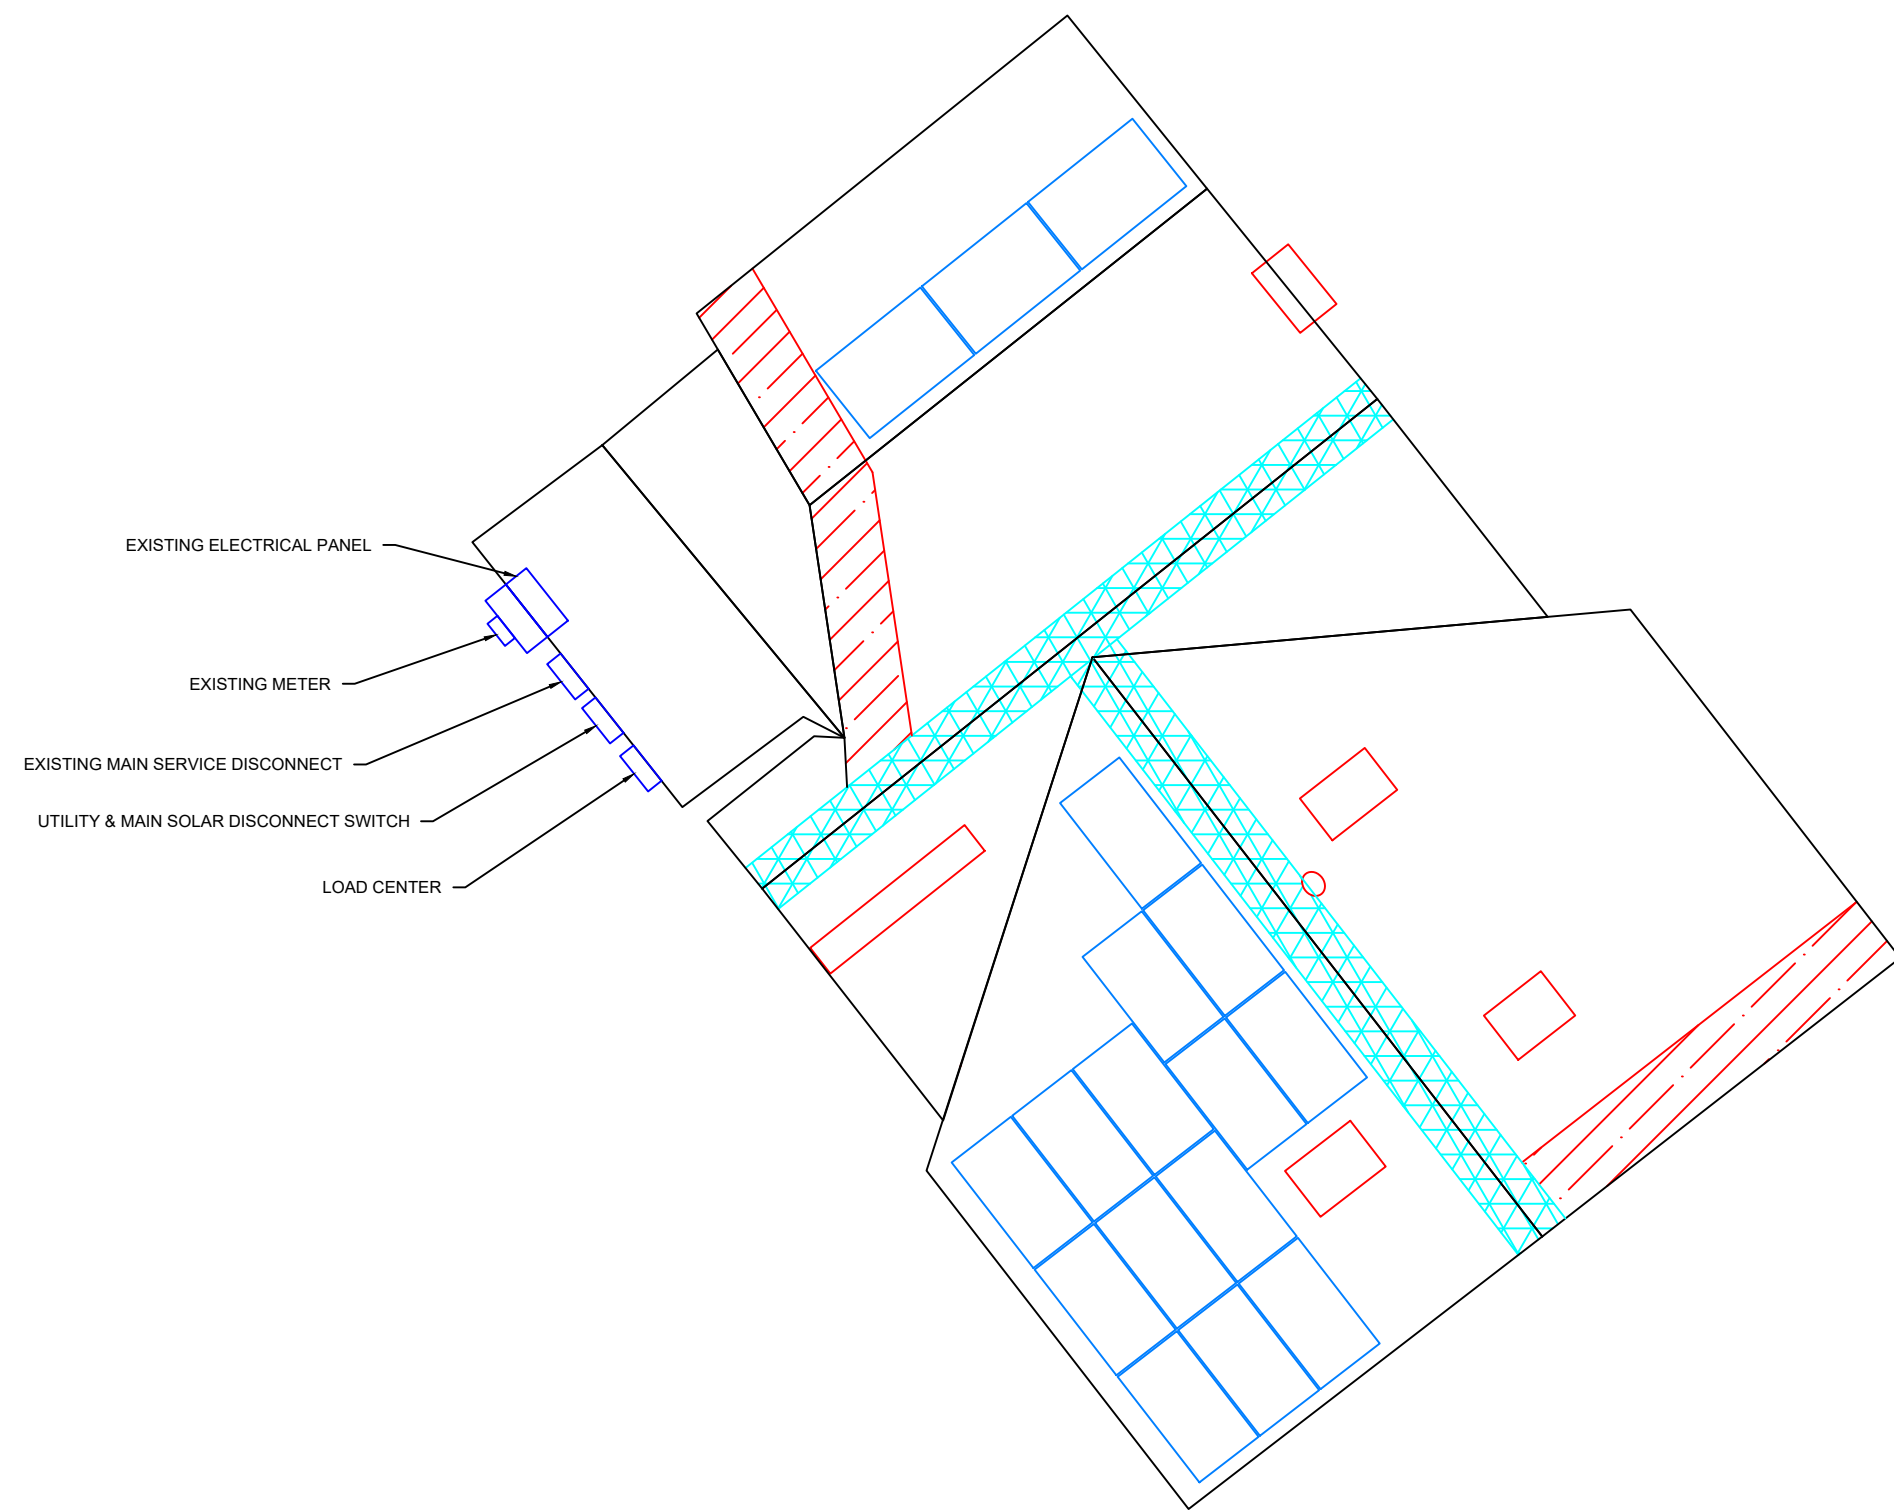 EXISTING ELECTRICAL PANEL
EXISTING METER
EXISTING MAIN SERVICE DISCONNECT
UTILITY & MAIN SOLAR DISCONNECT SWITCH
LOAD CENTER